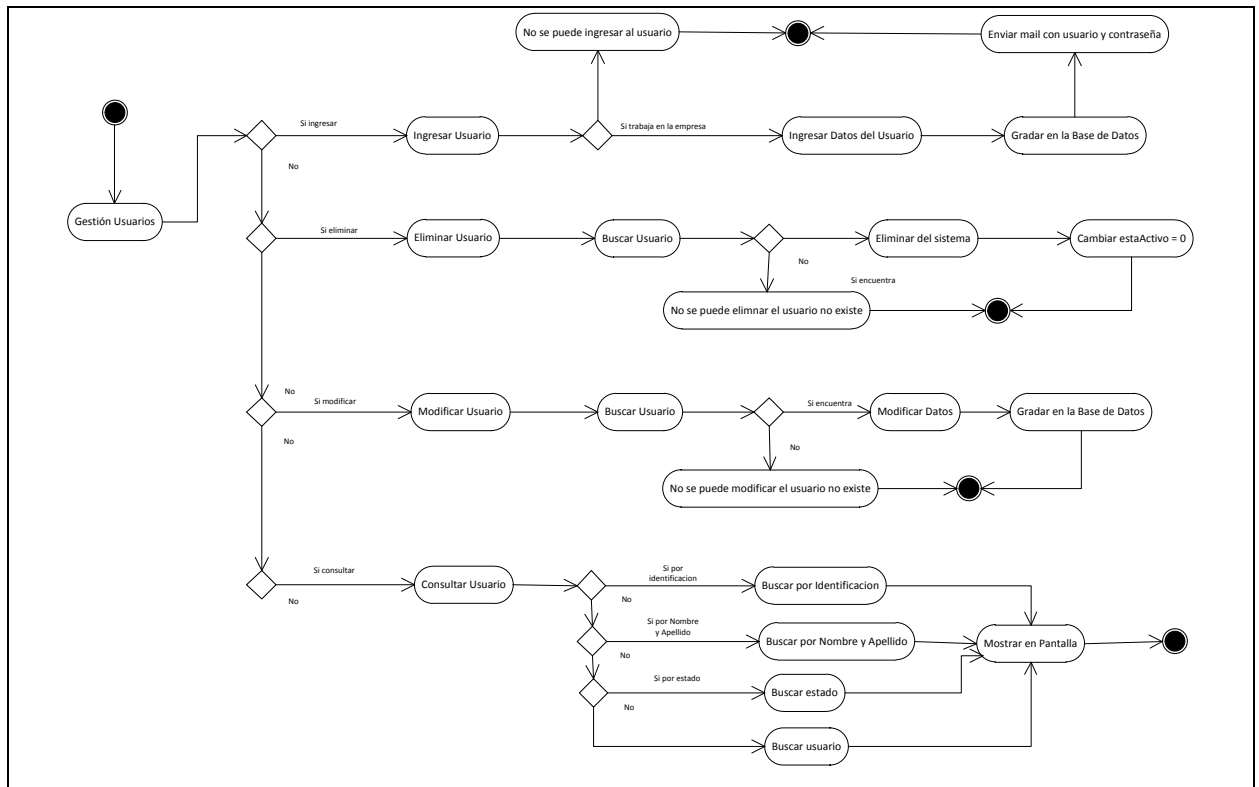 No se puede ingresar al usuario
Enviar mail con usuario y contraseña
Si ingresar
Ingresar Usuario
Si trabaja en la empresa
Ingresar Datos del Usuario
Gradar en la Base de Datos
No
Gestión Usuarios
Si eliminar
Eliminar Usuario
Buscar Usuario
Eliminar del sistema
Cambiar estaActivo = 0
No
Si encuentra
No se puede elimnar el usuario no existe
No
Si modificar
Modificar Usuario
Buscar Usuario
Si encuentra
Modificar Datos
Gradar en la Base de Datos
No
No
No se puede modificar el usuario no existe
Si consultar
Consultar Usuario
Si por
identificacion
Buscar por Identificacion
No
No
Si por Nombre
y Apellido
Buscar por Nombre y Apellido
Mostrar en Pantalla
No
Si por estado
Buscar estado
No
Buscar usuario